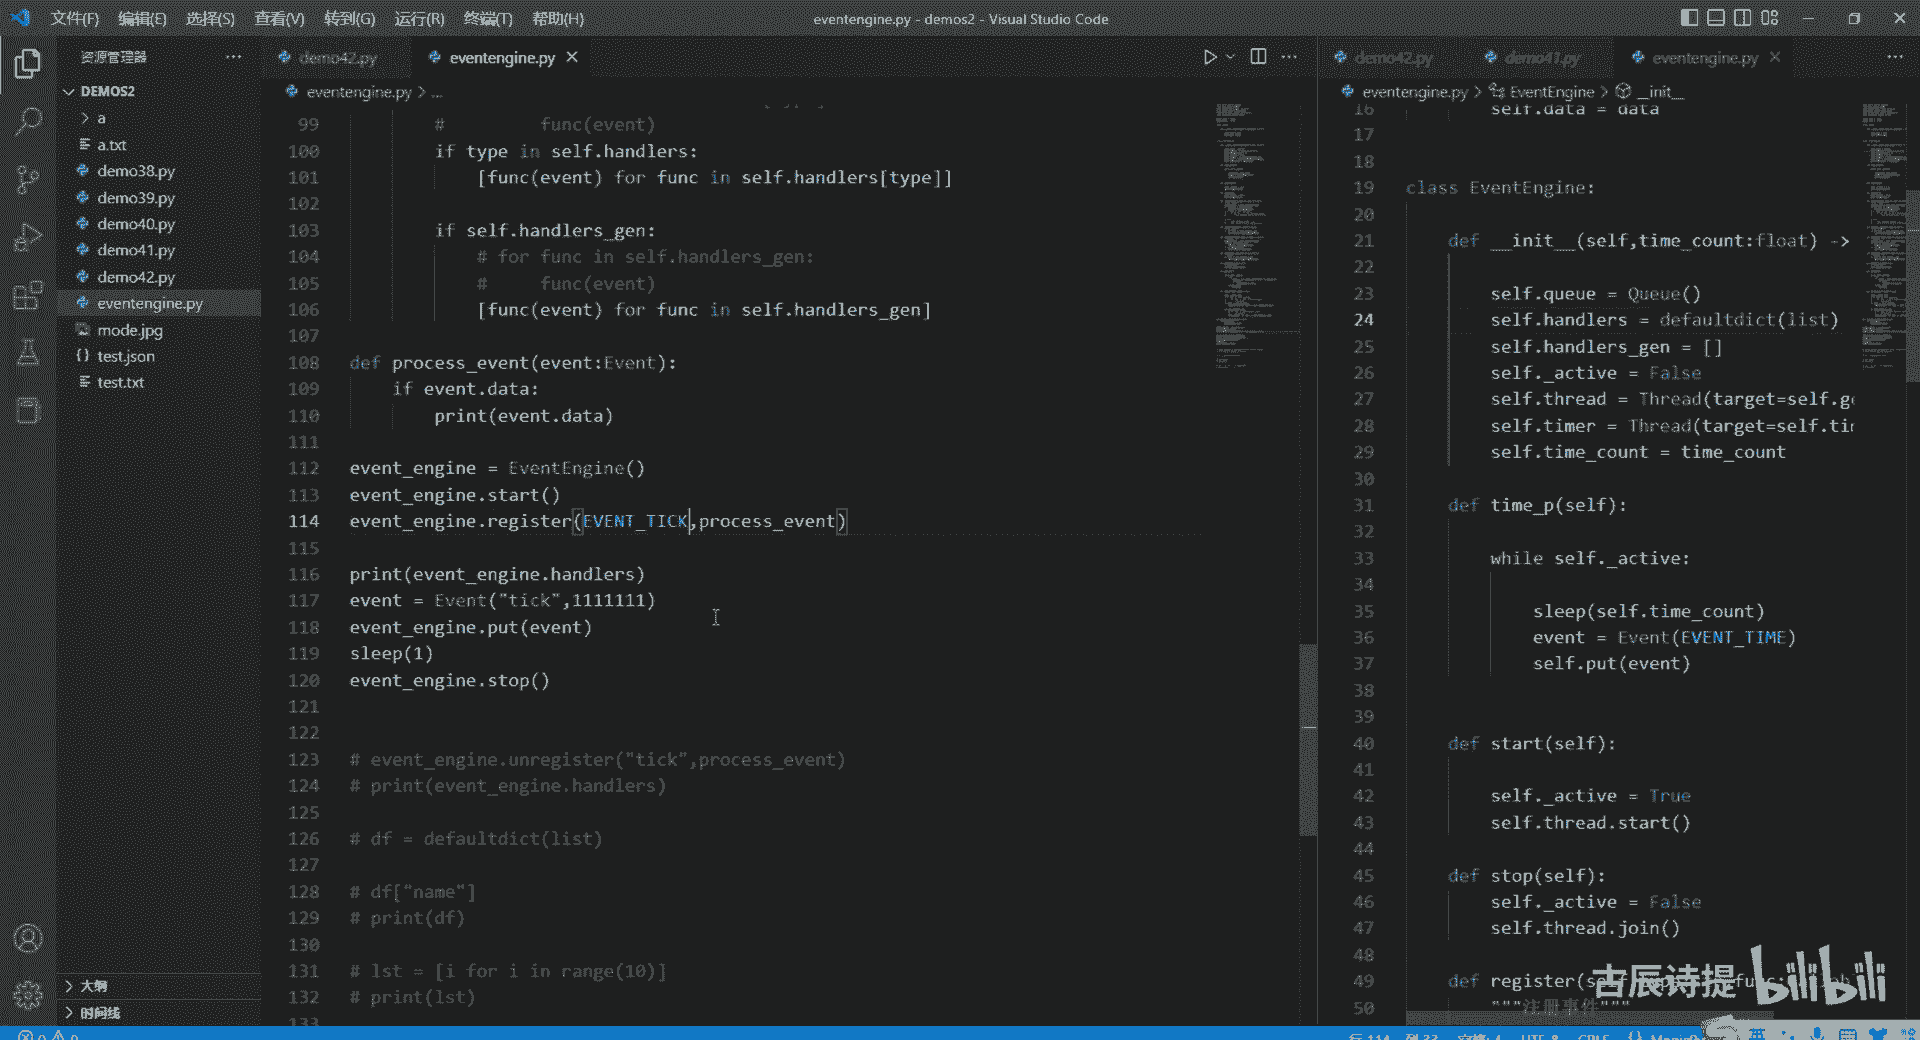 文件(F) 编辑(E) 选择(S) 查看(V) 转到(G) 运行(R) 终端(T) 帮助(H)
eventengine.py - demos2 - Visual Studio Code
资源管理器
DEMOS2
a
a.txt
demo38.py
demo39.py
demo40.py
demo41.py
demo42.py
eventengine.py
mode.jpg
test.json
test.txt
大纲
时间线
demo42.py eventengine.py
eventengine.py > ...
99 # func(event)
100 if type in self.handlers:
101 [func(event) for func in self.handlers[type]]
102
103 if self.handlers_gen:
104 # for func in self.handlers_gen:
105 # func(event)
106 [func(event) for func in self.handlers_gen]
107
108 def process_event(event:Event):
109 if event.data:
110 print(event.data)
111
112 event_engine = EventEngine()
113 event_engine.start()
114 event_engine.register(EVENT_TICK,process_event)
115
116 print(event_engine.handlers)
117 event = Event("tick",1111111)
118 event_engine.put(event)
119 sleep(1)
120 event_engine.stop()
121
122
123 # event_engine.unregister("tick",process_event)
124 # print(event_engine.handlers)
125
126 # df = defaultdict(list)
127
128 # df["name"]
129 # print(df)
130
131 # lst = [i for i in range(10)]
132 # print(lst)
133
demo42.py demo41.py eventengine.py
eventengine.py > EventEngine > __init__
16 self.data = data
17
18
19 class EventEngine:
20
21 def __init__(self,time_count:float) ->
22
23 self.queue = Queue()
24 self.handlers = defaultdict(list)
25 self.handlers_gen = []
26 self._active = False
27 self.thread = Thread(target=self.ge
28 self.timer = Thread(target=self.tim
29 self.time_count = time_count
30
31 def time_p(self):
32
33 while self._active:
34
35 sleep(self.time_count)
36 event = Event(EVENT_TIME)
37 self.put(event)
38
39
40 def start(self):
41
42 self._active = True
43 self.thread.start()
44
45 def stop(self):
46 self._active = False
47 self.thread.join()
48
49 def register(se
50 """注册事件"""
古辰诗提 bilibili